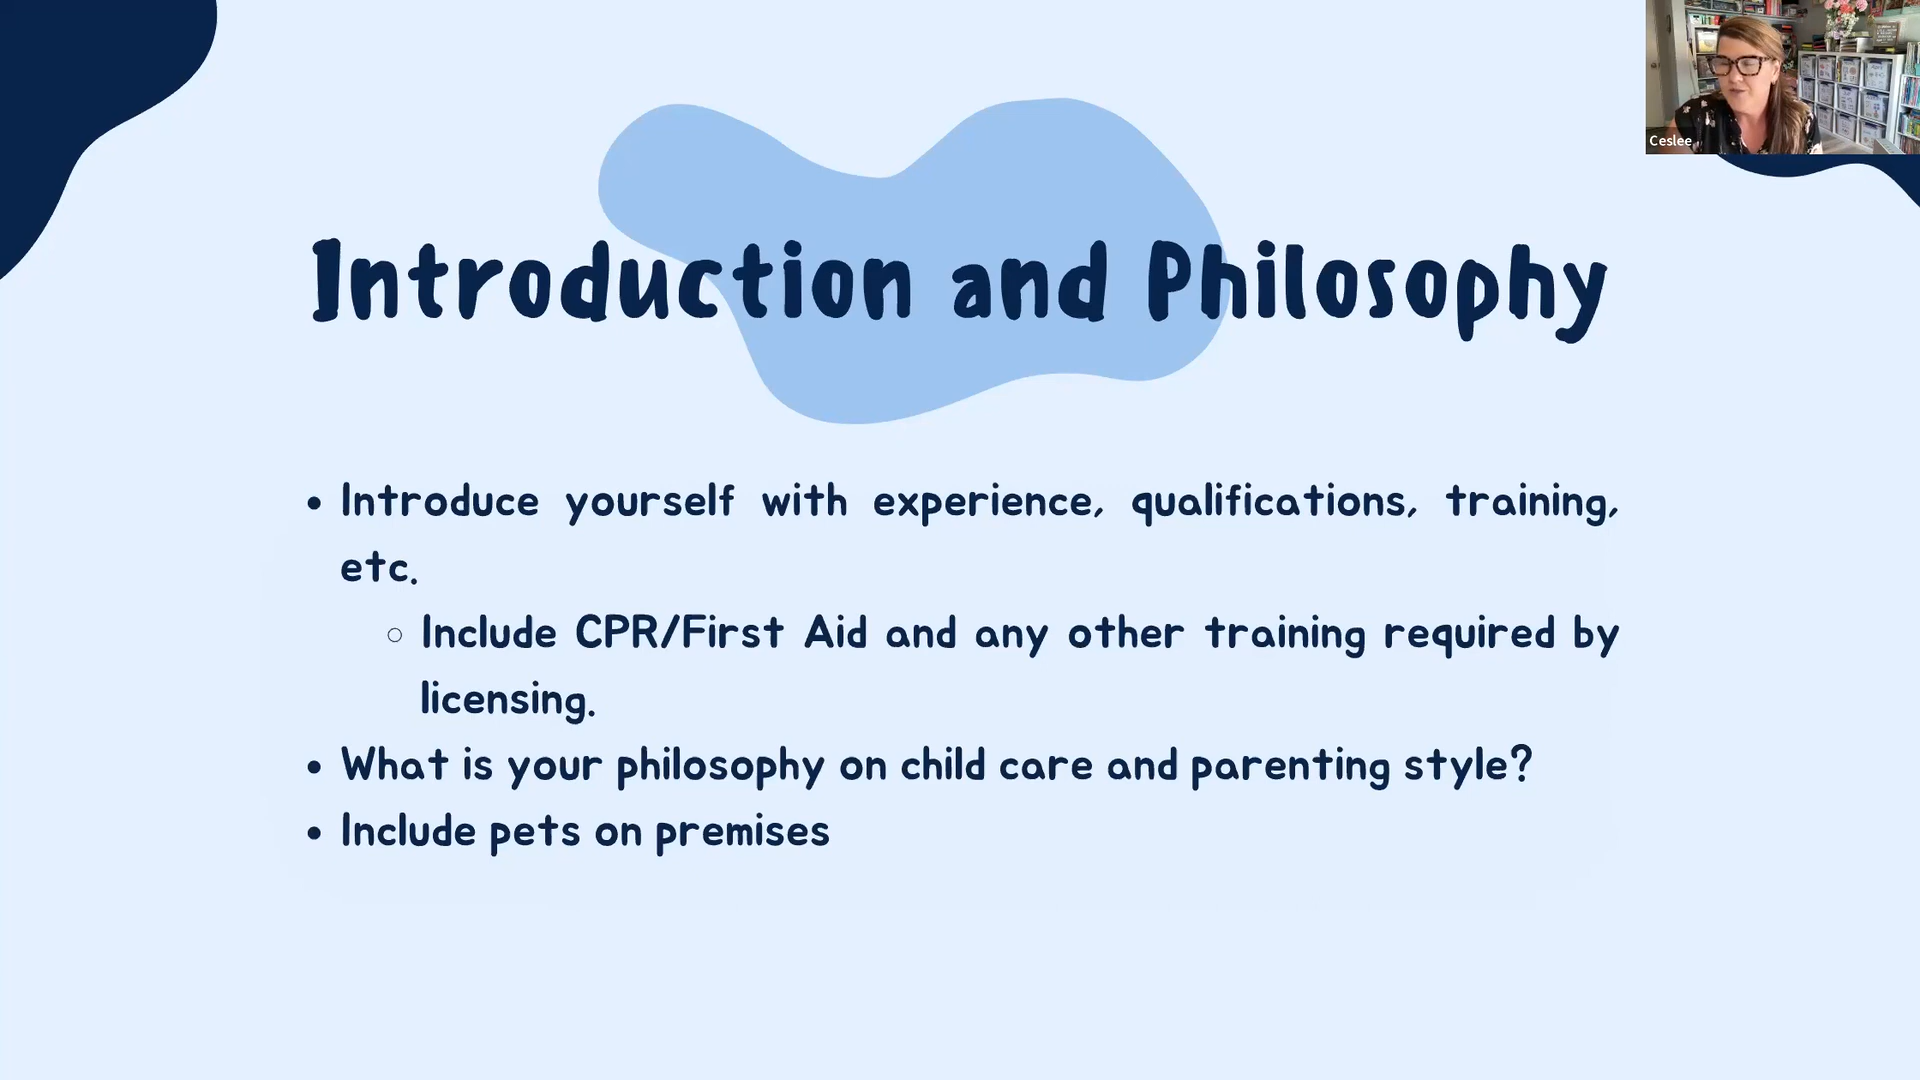 Ceslee
Introduction and Philosophy
• Introduce yourself with experience, qualifications, training,
etc.
○ Include CPR/First Aid and any other training required by
licensing.
• What is your philosophy on child care and parenting style?
• Include pets on premises